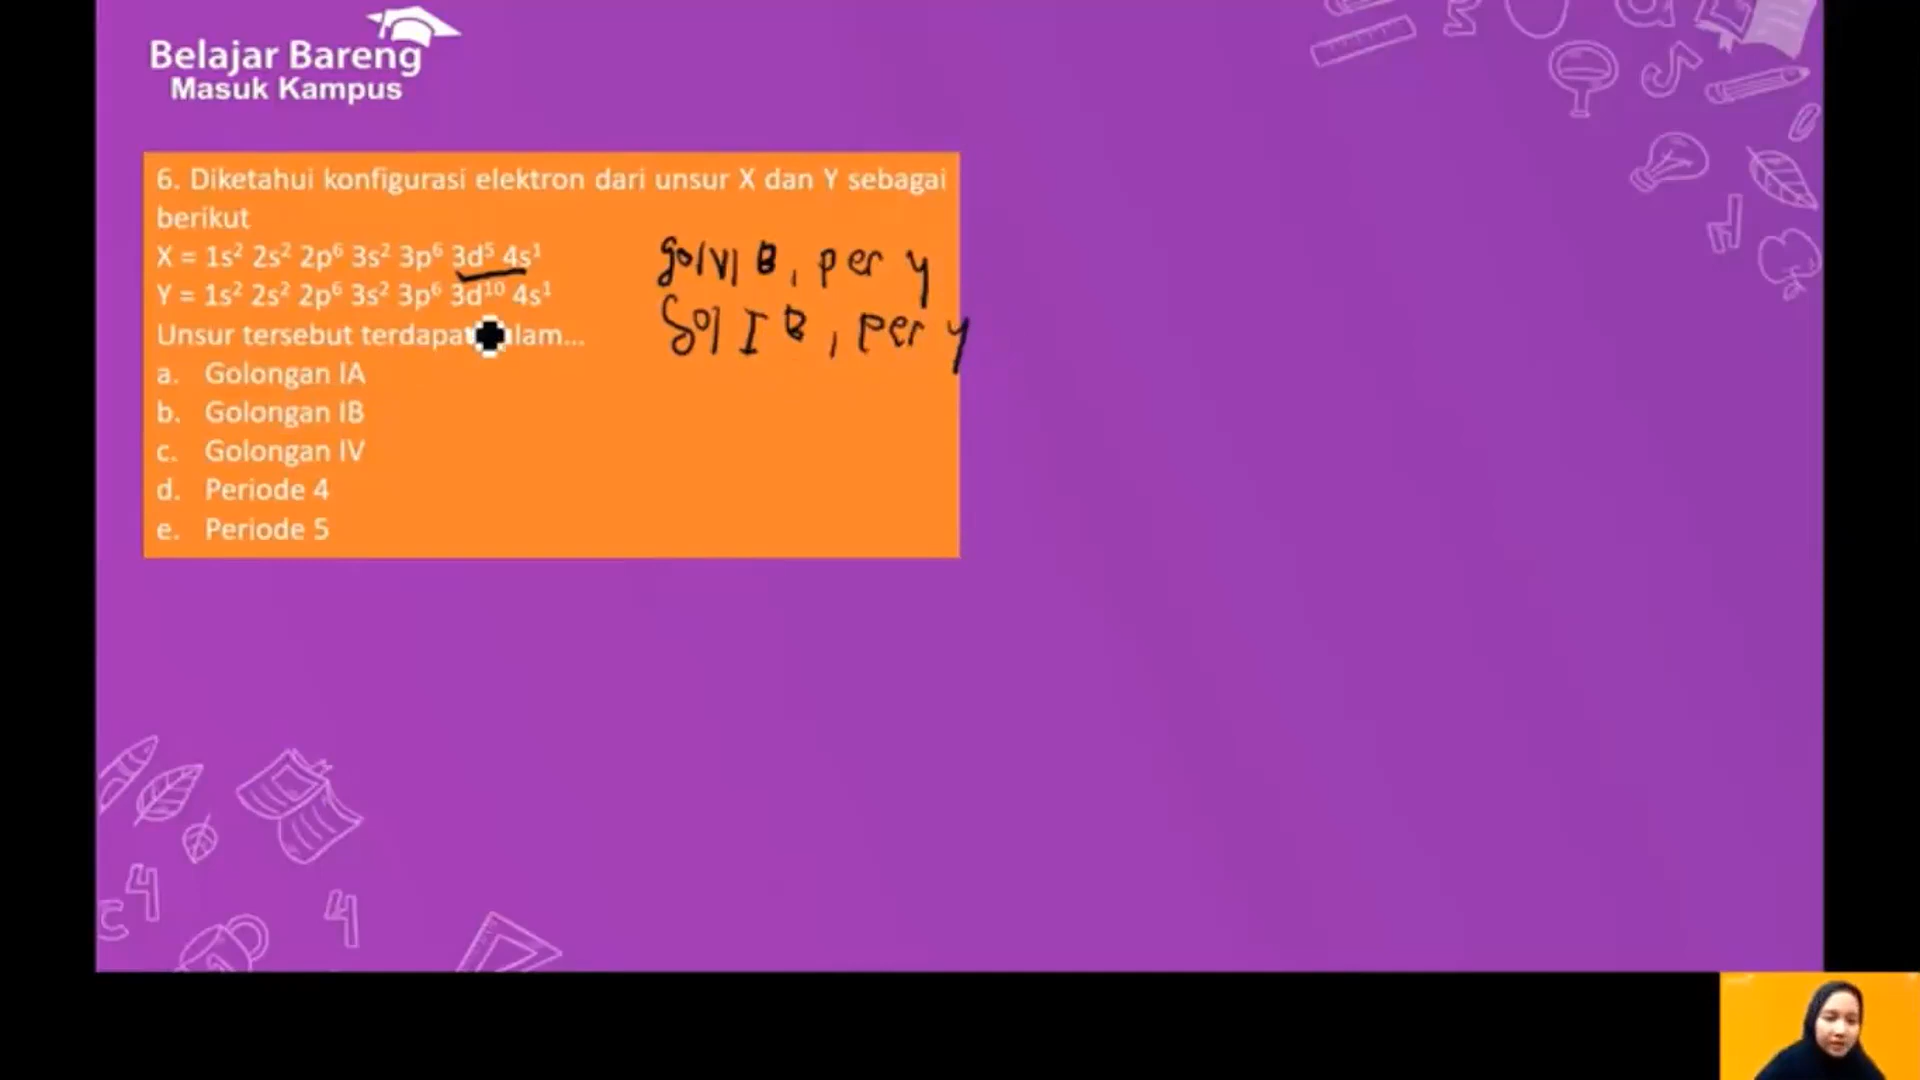 Belajar Bareng
Masuk Kampus
6. Diketahui konfigurasi elektron dari unsur X dan Y sebagai
berikut
X = 1s² 2s² 2p⁶ 3s² 3p⁶ 3d⁵ 4s¹
gol VI B, per 4
Y = 1s² 2s² 2p⁶ 3s² 3p⁶ 3d¹⁰ 4s¹
Gol I B, per 4
Unsur tersebut terdapat lam...
a. Golongan IA
b. Golongan IB
c. Golongan IV
d. Periode 4
e. Periode 5